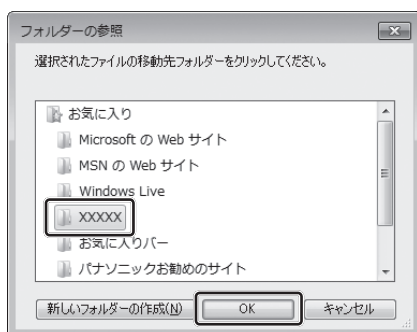 フォルダーの参照
選択されたファイルの移動先フォルダーをクリックしてください。
お気に入り
Microsoft の Web サイト
MSN の Web サイト
Windows Live
XXXXX
お気に入りバー
パナソニックお勧めのサイト
新しいフォルダーの作成(N)
OK
キャンセル